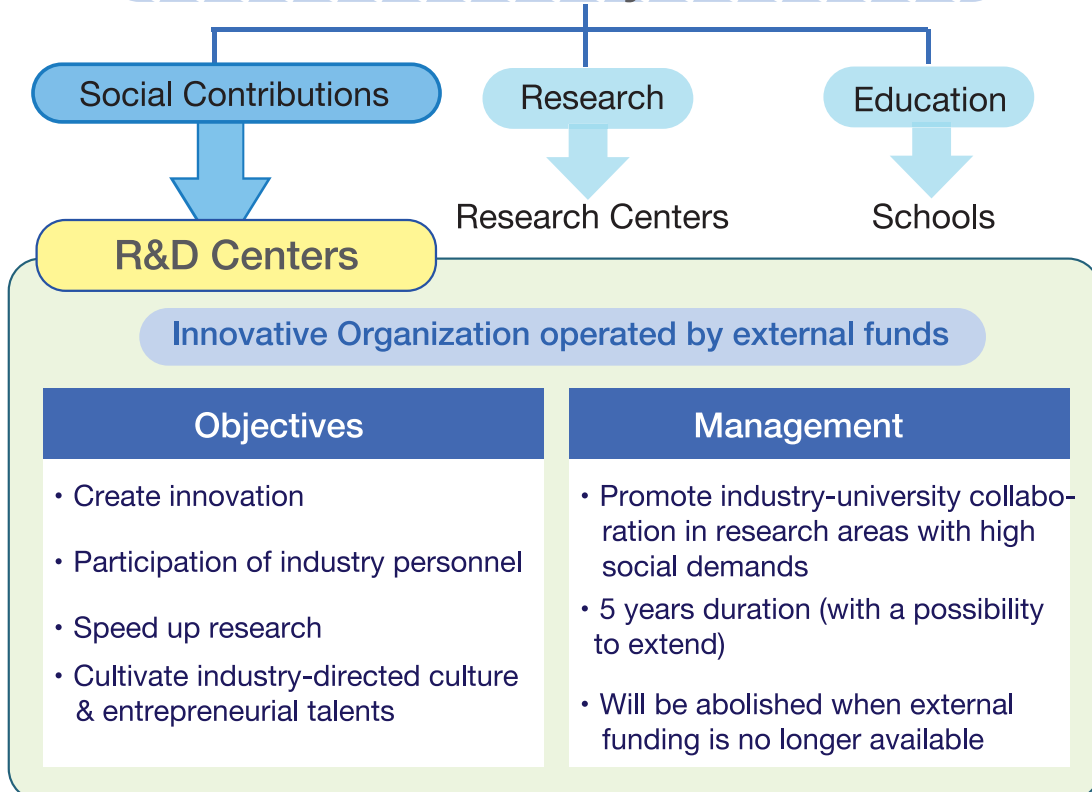 Social Contributions
Research
Education
Research Centers
Schools
R&D Centers
Innovative Organization operated by external funds
Objectives
・Create innovation
・Participation of industry personnel
・Speed up research
・Cultivate industry-directed culture
& entrepreneurial talents
Management
・Promote industry-university collabo-
ration in research areas with high
social demands
・5 years duration (with a possibility
to extend)
・Will be abolished when external
funding is no longer available